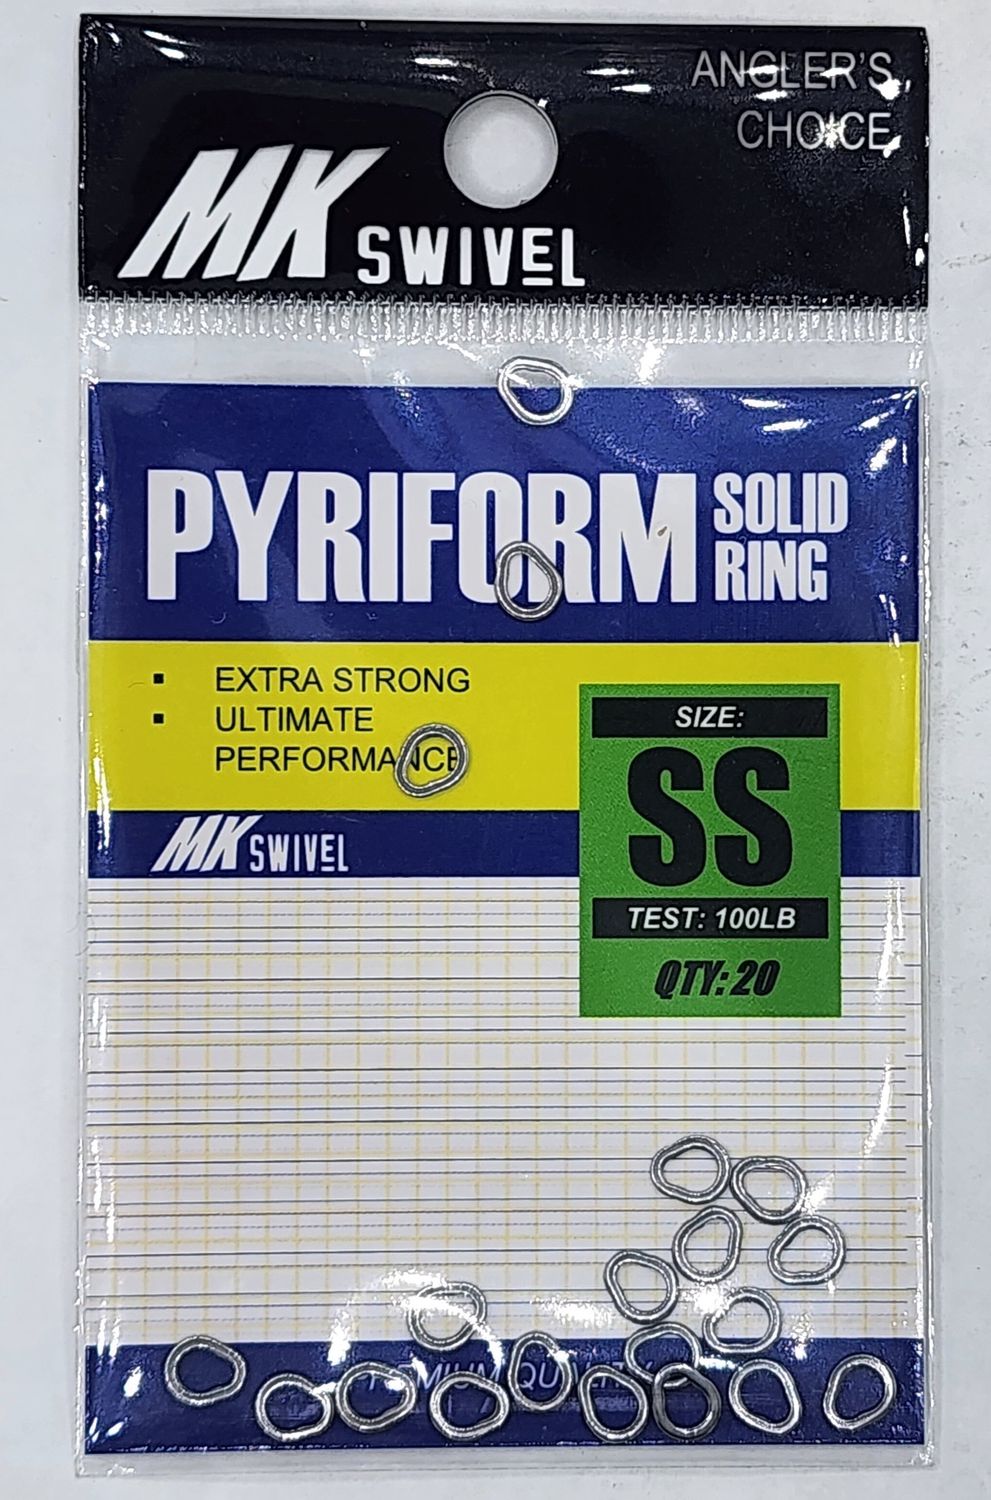 ANGLER'S
CHOICE
MK SWIVEL
PYRIFORM SOLID
RING
▪ EXTRA STRONG
▪ ULTIMATE
PERFORMANCE
SIZE:
SS
TEST: 100LB
QTY: 20
MK SWIVEL
QUALITY